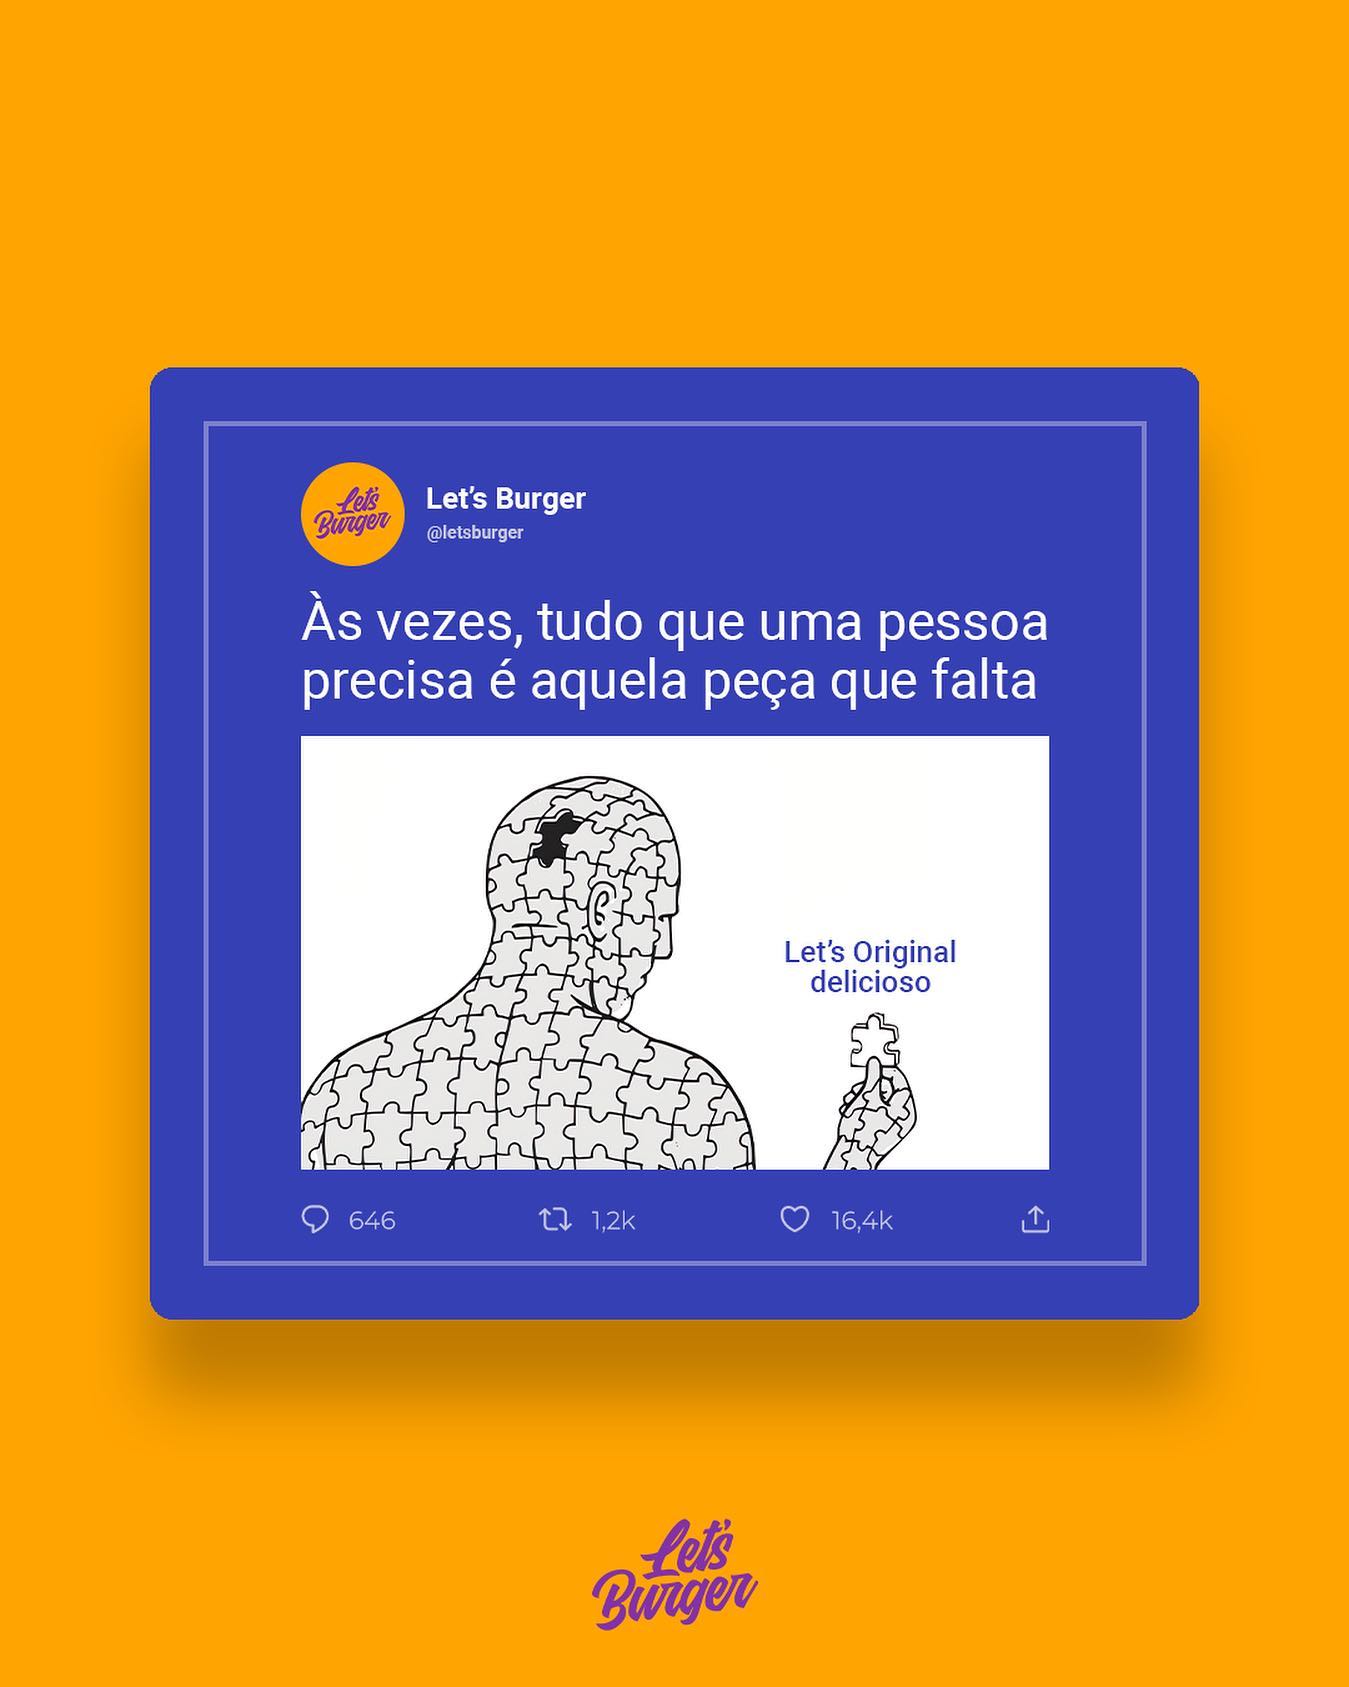 Let's
Burger
Let’s Burger
@letsburger
Às vezes, tudo que uma pessoa
precisa é aquela peça que falta
Let’s Original
delicioso
646
1,2k
16,4k
Let's
Burger